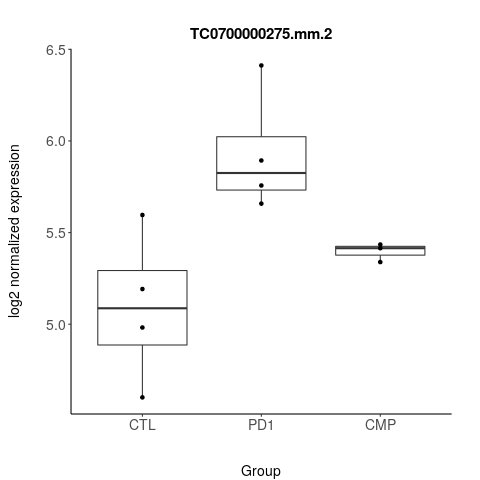 TC0700000275.mm.2
log2 normalized expression
6.5
6.0
5.5
5.0
CTL
PD1
CMP
Group